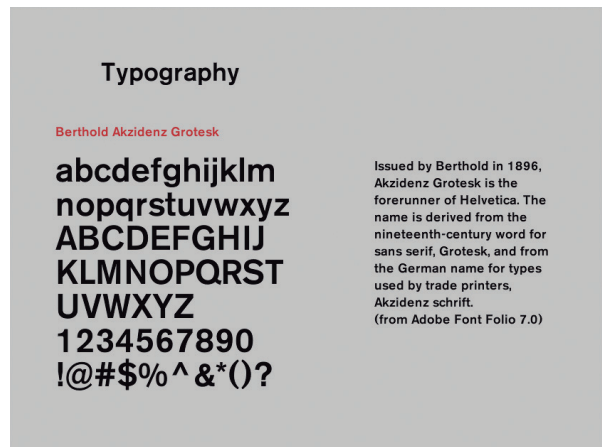 Typography
Berthold Akzidenz Grotesk
abcdefghijklm
nopqrstuvwxyz
ABCDEFGHIJ
KLMNOPQRST
UVWXYZ
1234567890
!@#$%^&*()?
Issued by Berthold in 1896,
Akzidenz Grotesk is the
forerunner of Helvetica. The
name is derived from the
nineteenth-century word for
sans serif, Grotesk, and from
the German name for types
used by trade printers,
Akzidenz schrift.
(from Adobe Font Folio 7.0)